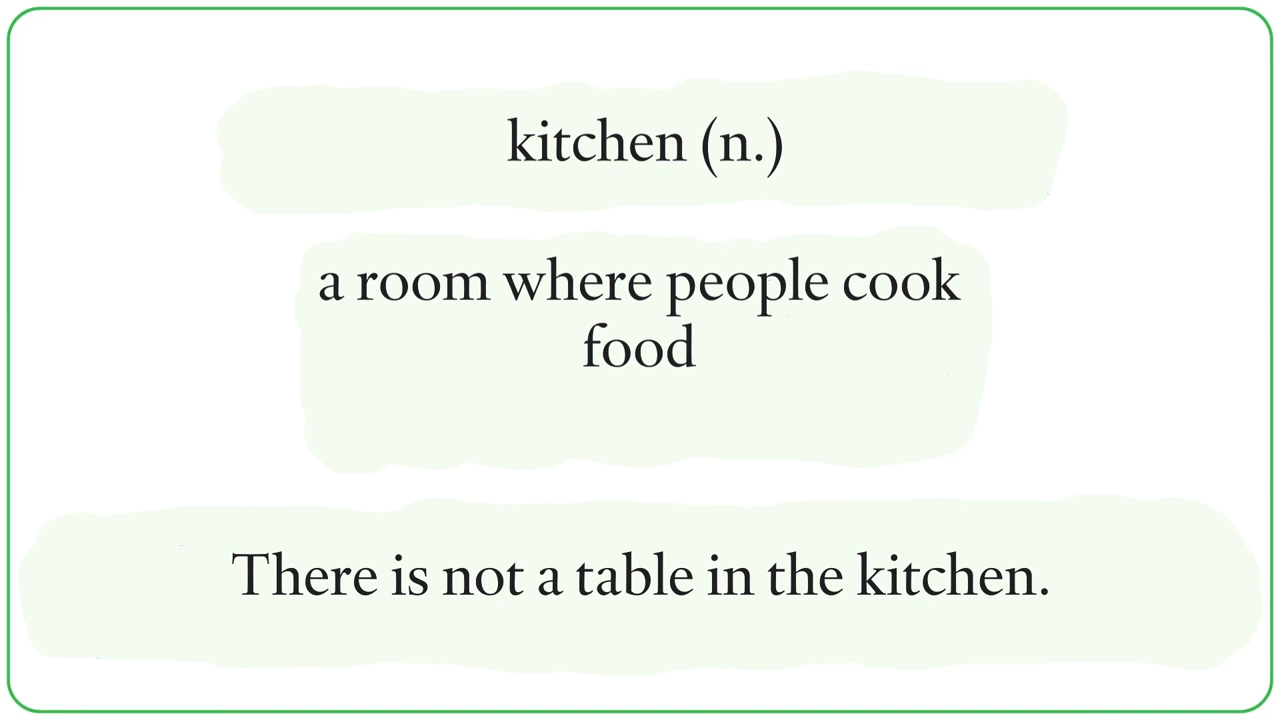 kitchen (n.)
a room where people cook
food
There is not a table in the kitchen.